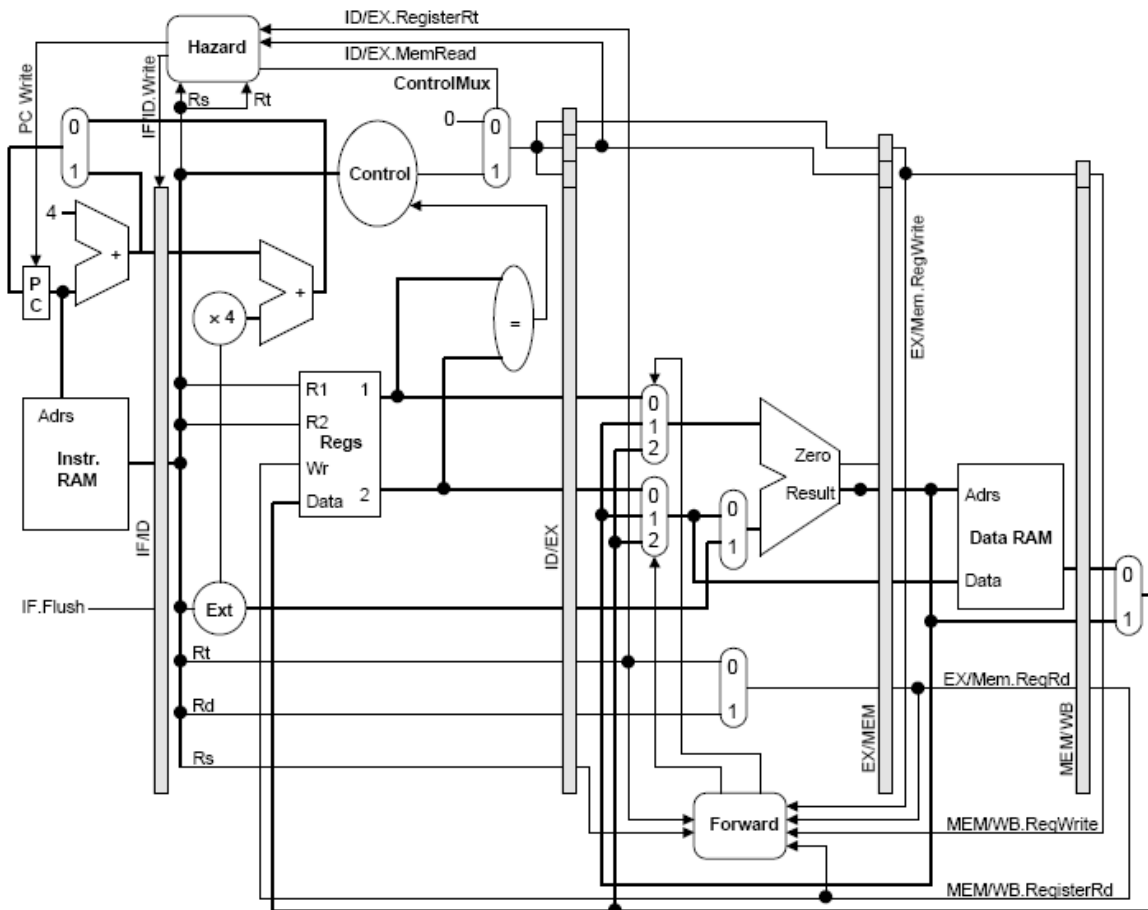 ID/EX.RegisterRt
Hazard
ID/EX.MemRead
PC Write
IF/ID.Write
Rs
Rt
ControlMux
0
0
1
0
1
Control
4
+
P
C
+
× 4
=
EX/Mem.RegWrite
Adrs
Instr.
RAM
R1
1
R2
Regs
Wr
Data
2
0
1
2
0
1
2
0
1
Zero
Result
Adrs
Data RAM
Data
0
1
IF/ID
ID/EX
IF.Flush
Ext
Rt
0
Rd
1
EX/Mem.ReqRd
Rs
EX/MEM
MEM/WB
Forward
MEM/WB.ReqWrite
MEM/WB.ReqisterRd